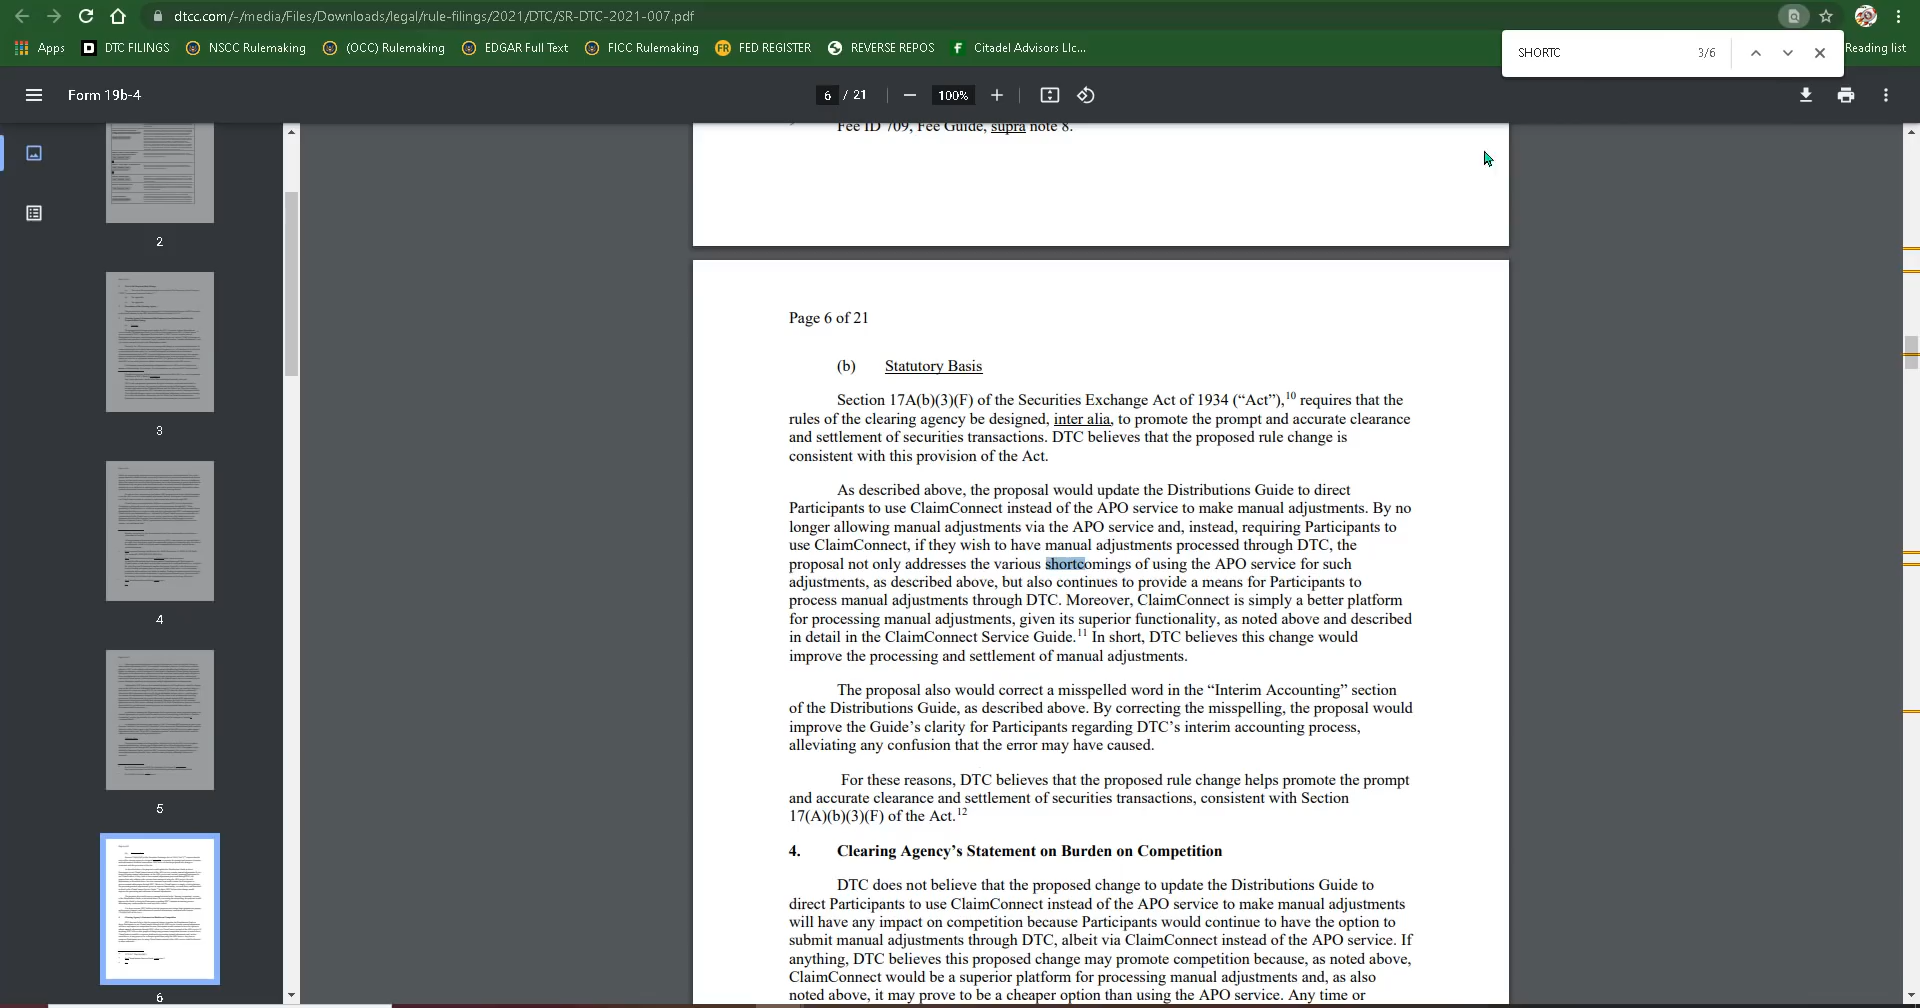 dtcc.com/-/media/Files/Downloads/legal/rule-filings/2021/DTC/SR-DTC-2021-007.pdf
Apps DTC FILINGS NSCC Rulemaking (OCC) Rulemaking EDGAR Full Text FICC Rulemaking FR FED REGISTER REVERSE REPOS Citadel Advisors Llc... Reading list
SHORTC 3/6
Form 19b-4 6 / 21 100%
Fee ID 709, Fee Guide, supra note 8.
2
3
4
5
6
Page 6 of 21
(b) Statutory Basis
Section 17A(b)(3)(F) of the Securities Exchange Act of 1934 (“Act”),10 requires that the
rules of the clearing agency be designed, inter alia, to promote the prompt and accurate clearance
and settlement of securities transactions. DTC believes that the proposed rule change is
consistent with this provision of the Act.
As described above, the proposal would update the Distributions Guide to direct
Participants to use ClaimConnect instead of the APO service to make manual adjustments. By no
longer allowing manual adjustments via the APO service and, instead, requiring Participants to
use ClaimConnect, if they wish to have manual adjustments processed through DTC, the
proposal not only addresses the various shortcomings of using the APO service for such
adjustments, as described above, but also continues to provide a means for Participants to
process manual adjustments through DTC. Moreover, ClaimConnect is simply a better platform
for processing manual adjustments, given its superior functionality, as noted above and described
in detail in the ClaimConnect Service Guide.11 In short, DTC believes this change would
improve the processing and settlement of manual adjustments.
The proposal also would correct a misspelled word in the “Interim Accounting” section
of the Distributions Guide, as described above. By correcting the misspelling, the proposal would
improve the Guide’s clarity for Participants regarding DTC’s interim accounting process,
alleviating any confusion that the error may have caused.
For these reasons, DTC believes that the proposed rule change helps promote the prompt
and accurate clearance and settlement of securities transactions, consistent with Section
17(A)(b)(3)(F) of the Act.12
4. Clearing Agency’s Statement on Burden on Competition
DTC does not believe that the proposed change to update the Distributions Guide to
direct Participants to use ClaimConnect instead of the APO service to make manual adjustments
will have any impact on competition because Participants would continue to have the option to
submit manual adjustments through DTC, albeit via ClaimConnect instead of the APO service. If
anything, DTC believes this proposed change may promote competition because, as noted above,
ClaimConnect would be a superior platform for processing manual adjustments and, as also
noted above, it may prove to be a cheaper option than using the APO service. Any time or